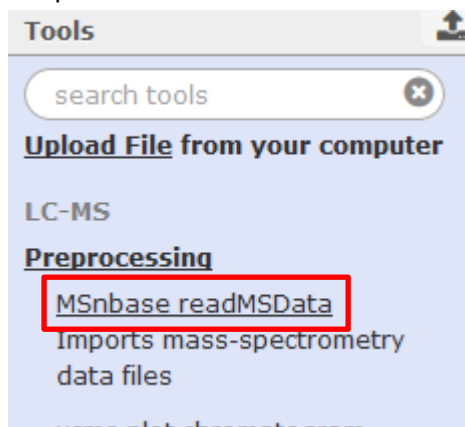 Tools
search tools
Upload File from your computer
LC-MS
Preprocessing
MSnbase readMSData
Imports mass-spectrometry
data files